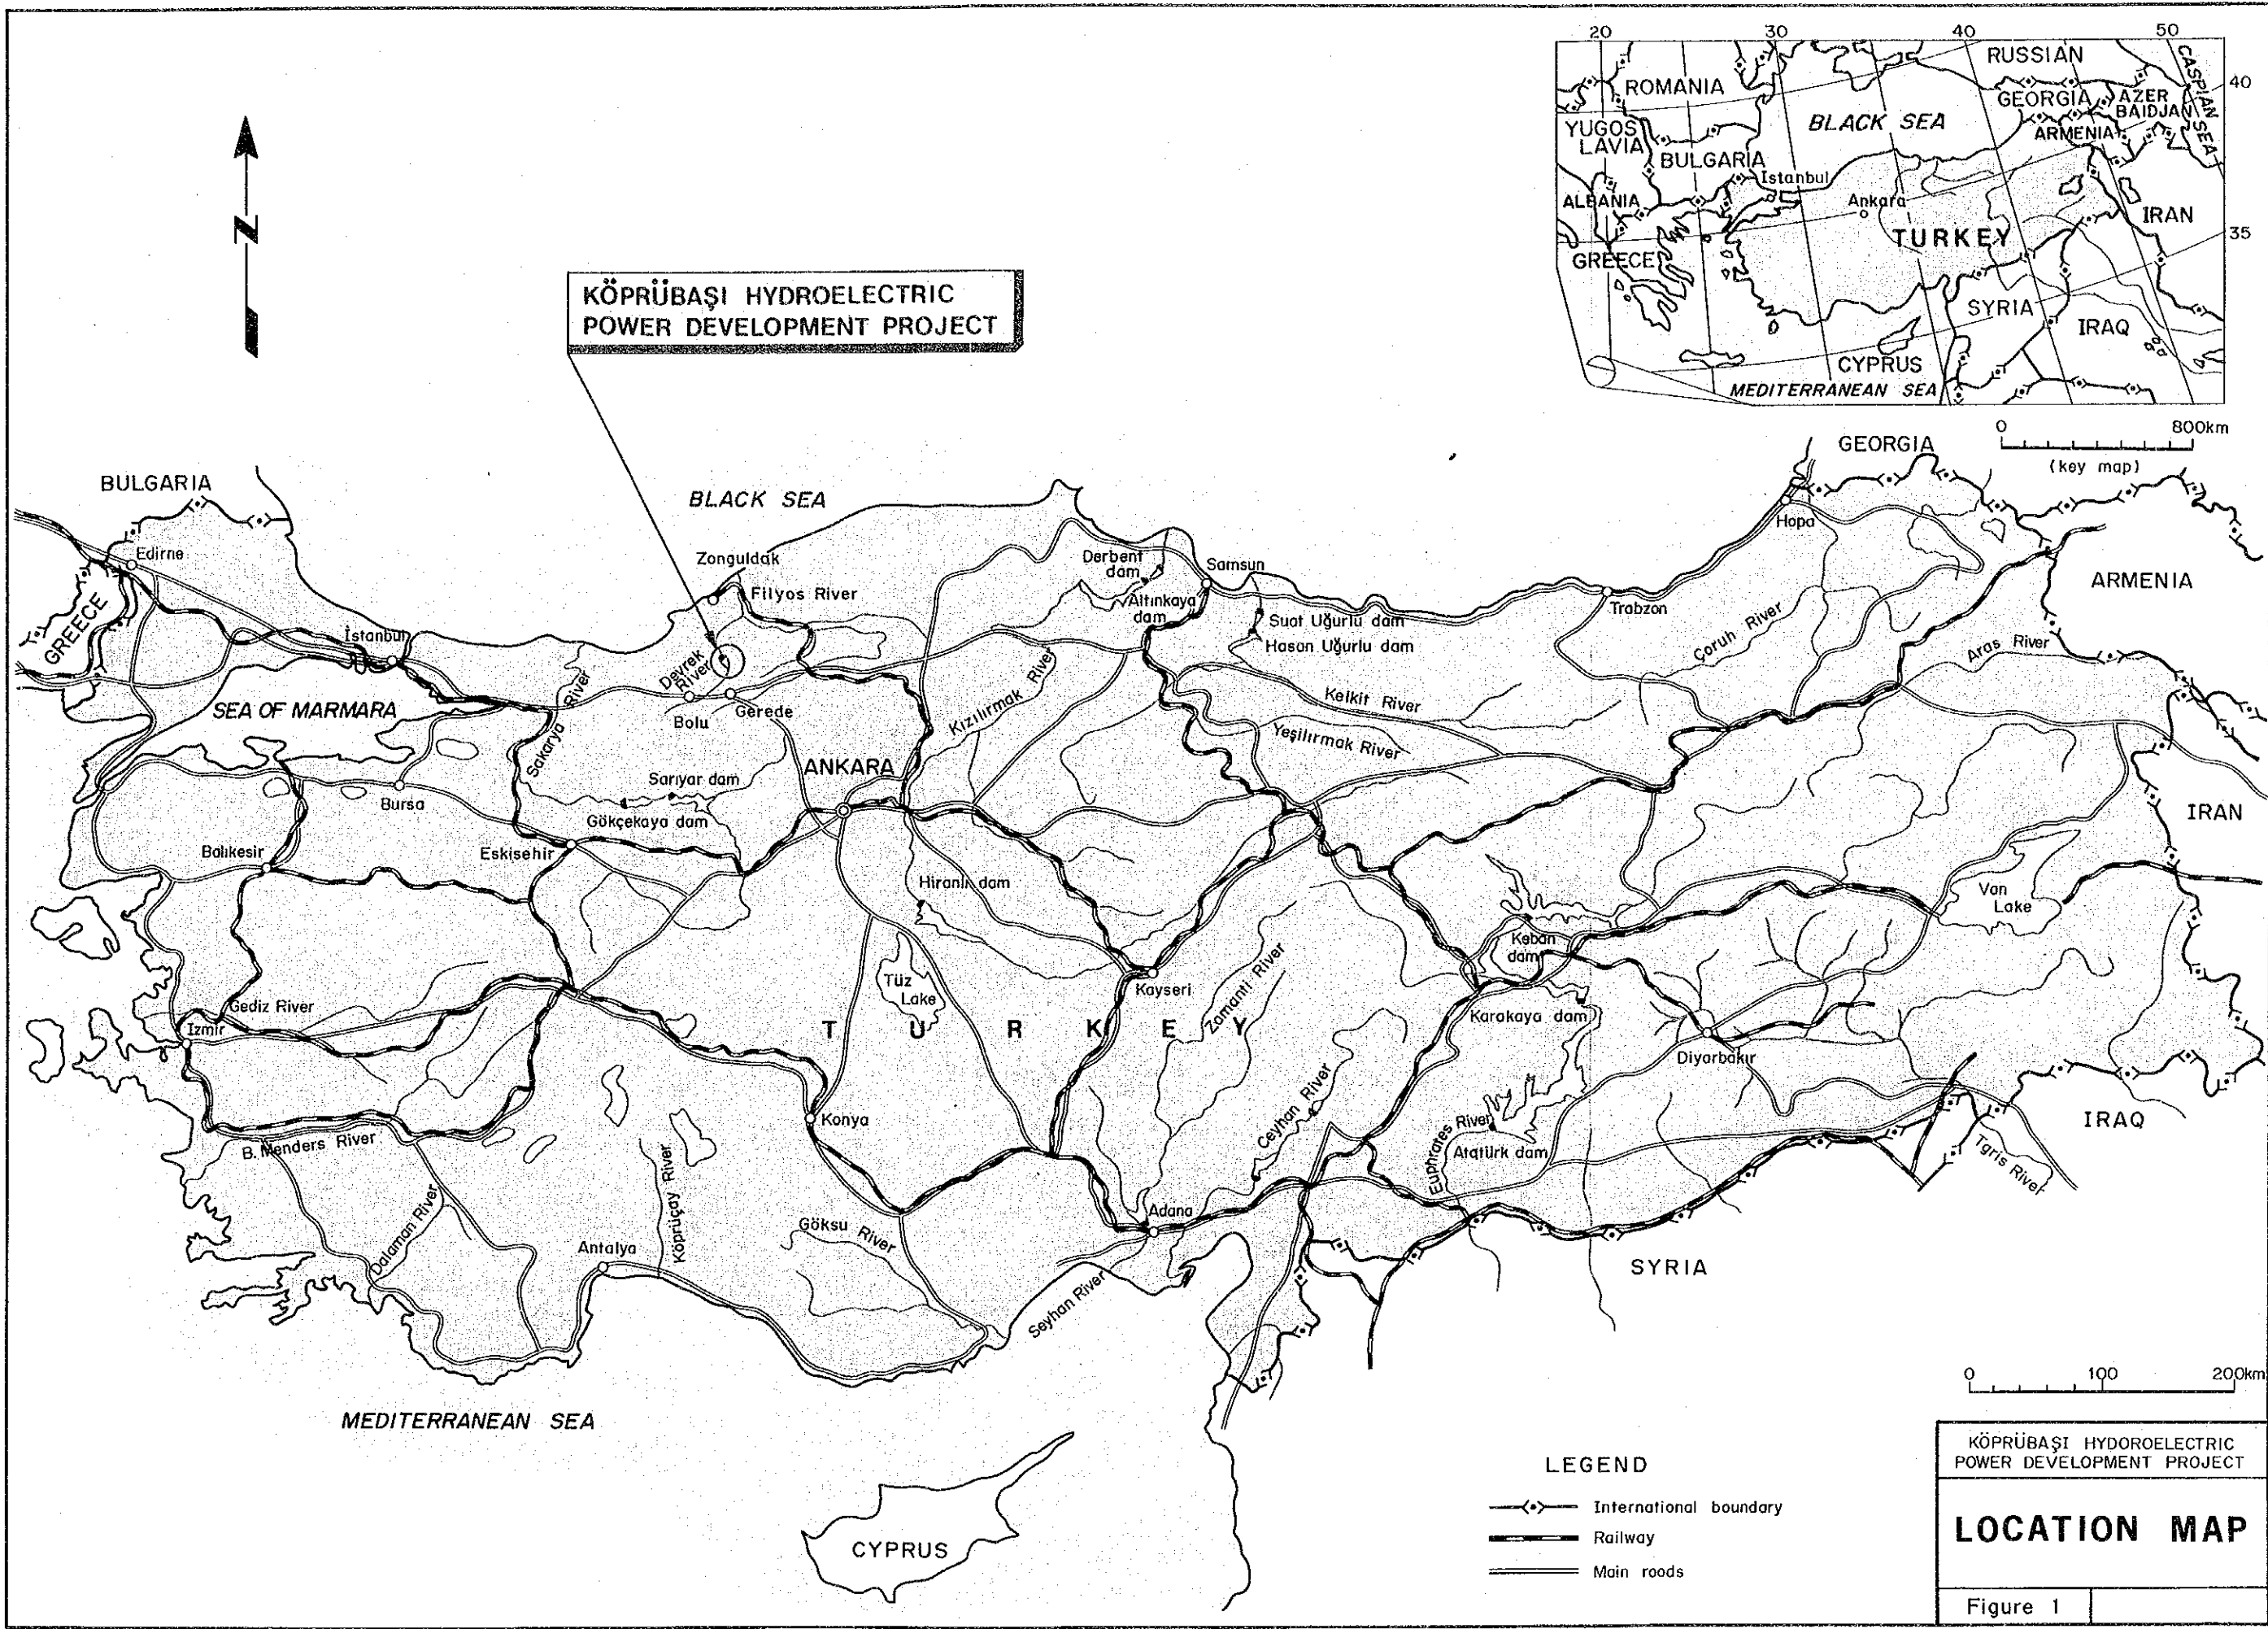 20
30
40
50
RUSSIAN
CASPIAN SEA
40
ROMANIA
GEORGIA
AZER
BAIDJAN
BLACK SEA
YUGOS
LAVIA
ARMENIA
BULGARIA
Istanbul
ALBANIA
Ankara
IRAN
TURKEY
35
GREECE
SYRIA
IRAQ
CYPRUS
MEDITERRANEAN SEA
0
800km
(key map)
N
KÖPRÜBAŞI HYDROELECTRIC
POWER DEVELOPMENT PROJECT
GEORGIA
BULGARIA
BLACK SEA
Hopa
Edirne
Zonguldak
Derbent
dam
Samsun
ARMENIA
Filyos River
Altınkaya
dam
Trabzon
GREECE
İstanbul
Suat Uğurlu dam
Hasan Uğurlu dam
Çoruh River
Aras River
Devrek
River
SEA OF MARMARA
Sakarya
River
Bolu
Gerede
Kızılırmak River
Kelkit River
Yeşilırmak River
ANKARA
Sarıyar dam
Bursa
Gökçekaya dam
IRAN
Balıkesir
Eskisehir
Hiranlı dam
Van
Lake
Keban
dam
Tüz
Lake
Kayseri
Zamanti River
Gediz River
Izmir
T U R K E Y
Karakaya dam
Diyarbakır
Konya
Ceyhan River
IRAQ
B. Menders River
Köprüçay River
Euphrates River
Atatürk dam
Tgris River
Dalaman River
Adana
Göksu River
Antalya
SYRIA
Seyhan River
0
100
200km
MEDITERRANEAN SEA
CYPRUS
LEGEND
International boundary
Railway
Main roods
KÖPRÜBAŞI HYDOROELECTRIC
POWER DEVELOPMENT PROJECT
LOCATION MAP
Figure 1